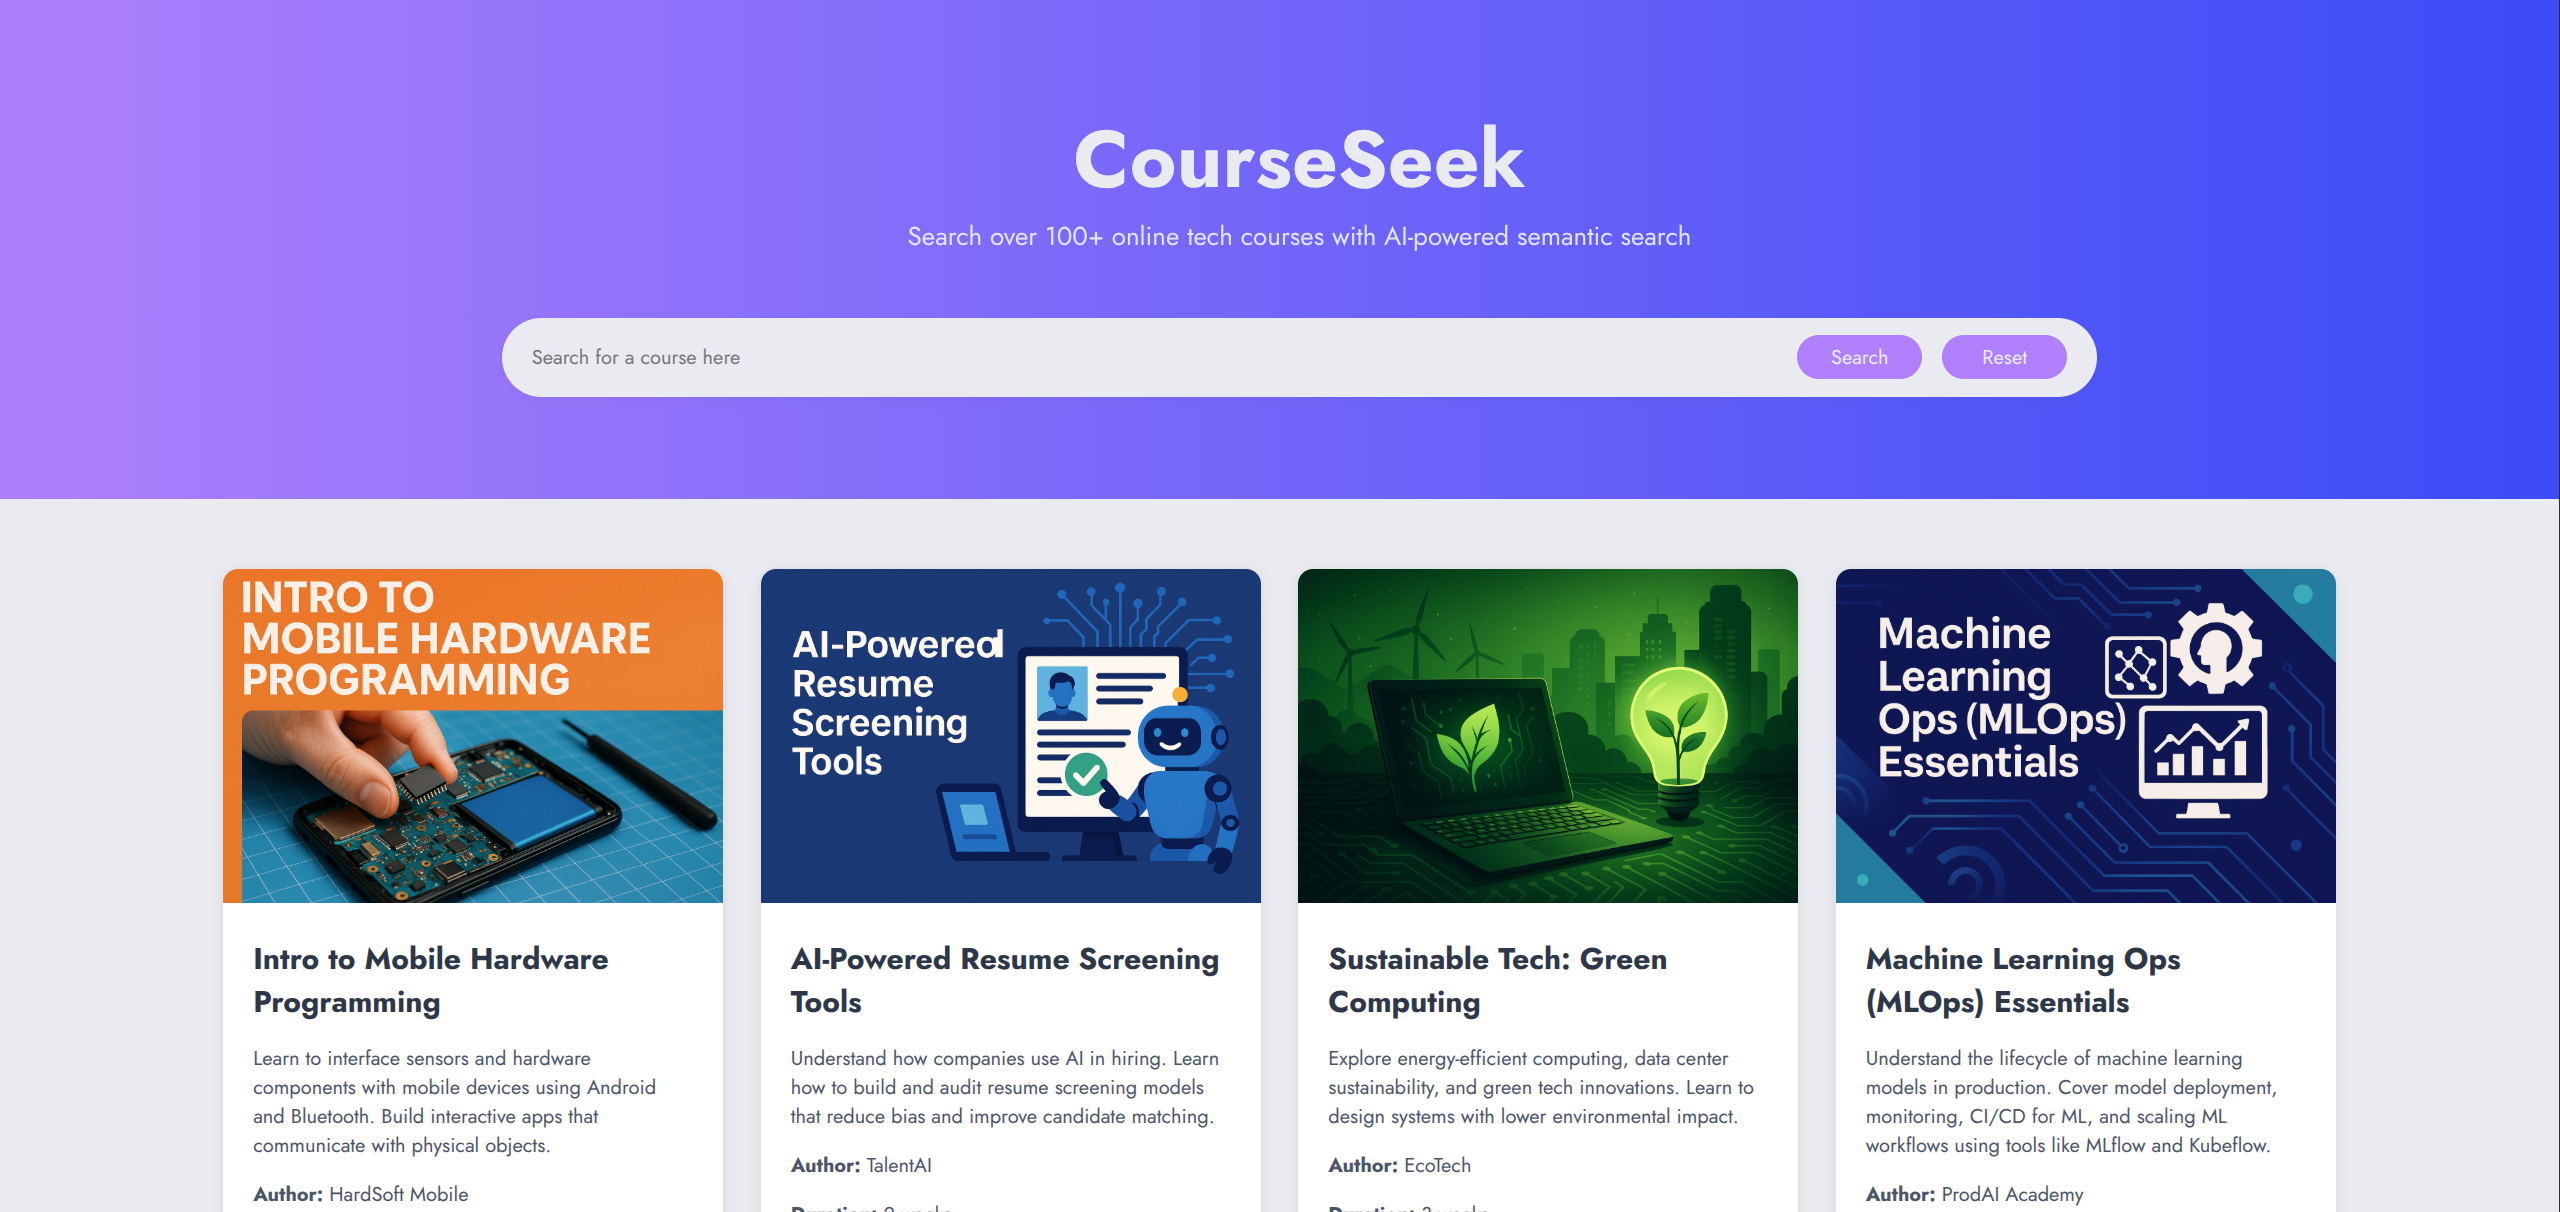 CourseSeek
Search over 100+ online tech courses with AI-powered semantic search
Search for a course here
Search
Reset
INTRO TO
MOBILE HARDWARE
PROGRAMMING
Intro to Mobile Hardware
Programming
Learn to interface sensors and hardware
components with mobile devices using Android
and Bluetooth. Build interactive apps that
communicate with physical objects.
Author: HardSoft Mobile
AI-Powered
Resume
Screening
Tools
AI-Powered Resume Screening
Tools
Understand how companies use AI in hiring. Learn
how to build and audit resume screening models
that reduce bias and improve candidate matching.
Author: TalentAI
Sustainable Tech: Green
Computing
Explore energy-efficient computing, data center
sustainability, and green tech innovations. Learn to
design systems with lower environmental impact.
Author: EcoTech
Machine
Learning
Ops (MLOps)
Essentials
Machine Learning Ops
(MLOps) Essentials
Understand the lifecycle of machine learning
models in production. Cover model deployment,
monitoring, CI/CD for ML, and scaling ML
workflows using tools like MLflow and Kubeflow.
Author: ProdAI Academy